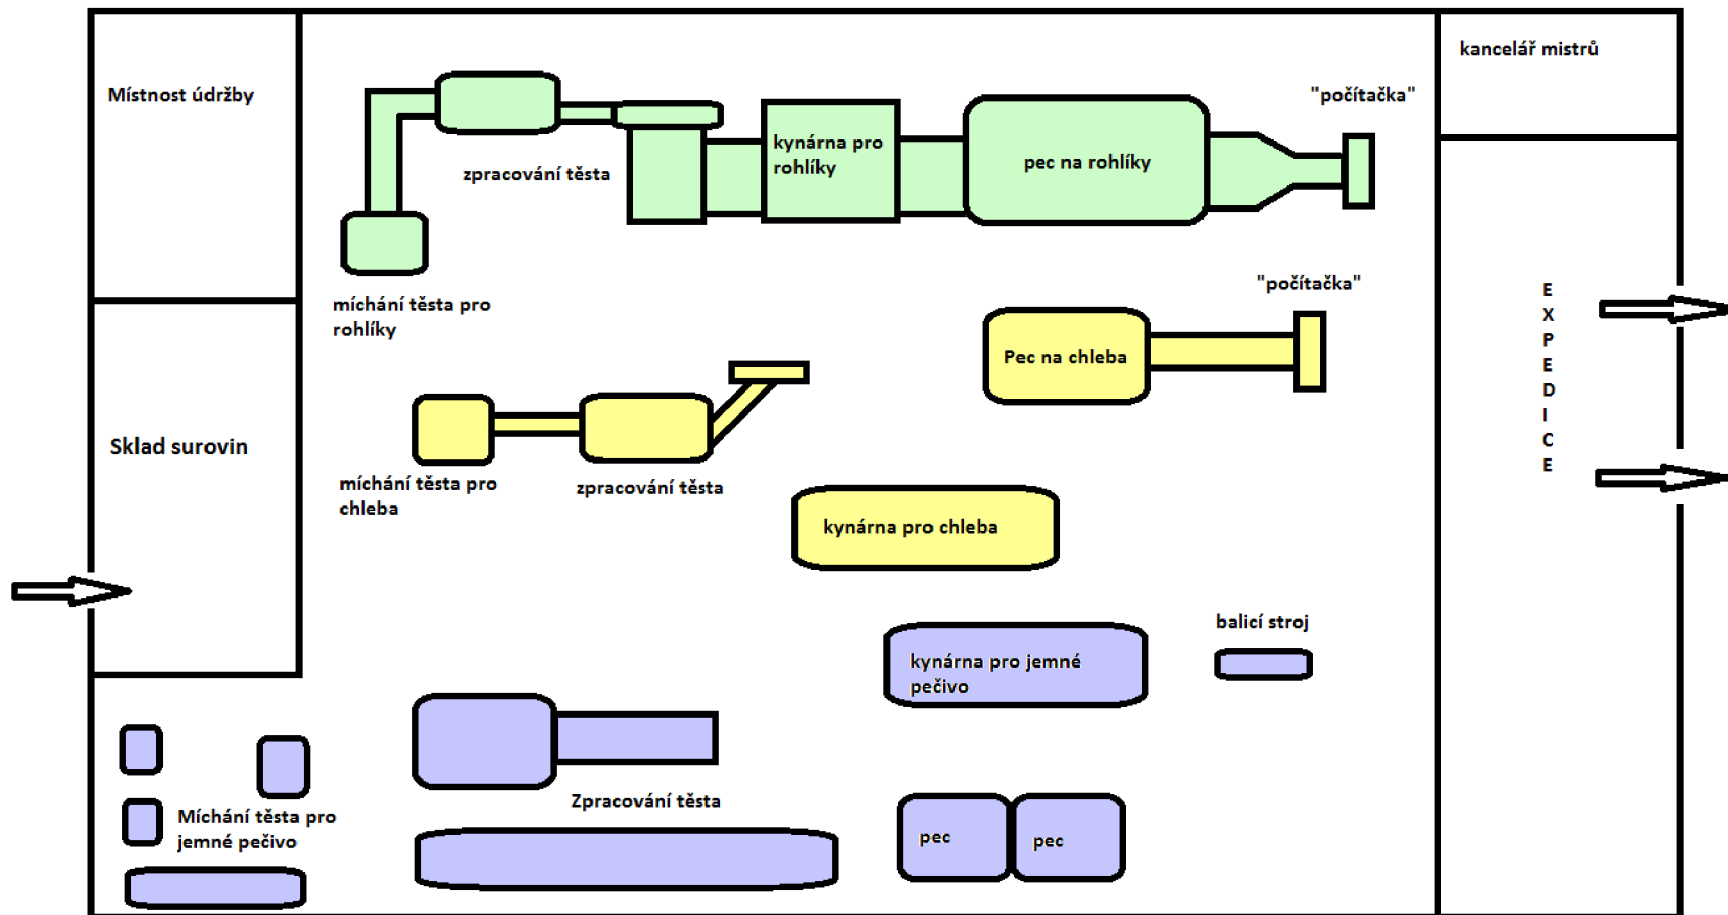 kancelář mistrů
Místnost údržby
"počítačka"
kynárna pro
rohlíky
pec na rohlíky
zpracování těsta
míchání těsta pro
rohlíky
"počítačka"
E
X
P
E
D
I
C
E
Pec na chleba
Sklad surovin
míchání těsta pro
chleba
zpracování těsta
kynárna pro chleba
balicí stroj
kynárna pro jemné
pečivo
Zpracování těsta
Míchání těsta pro
jemné pečivo
pec
pec